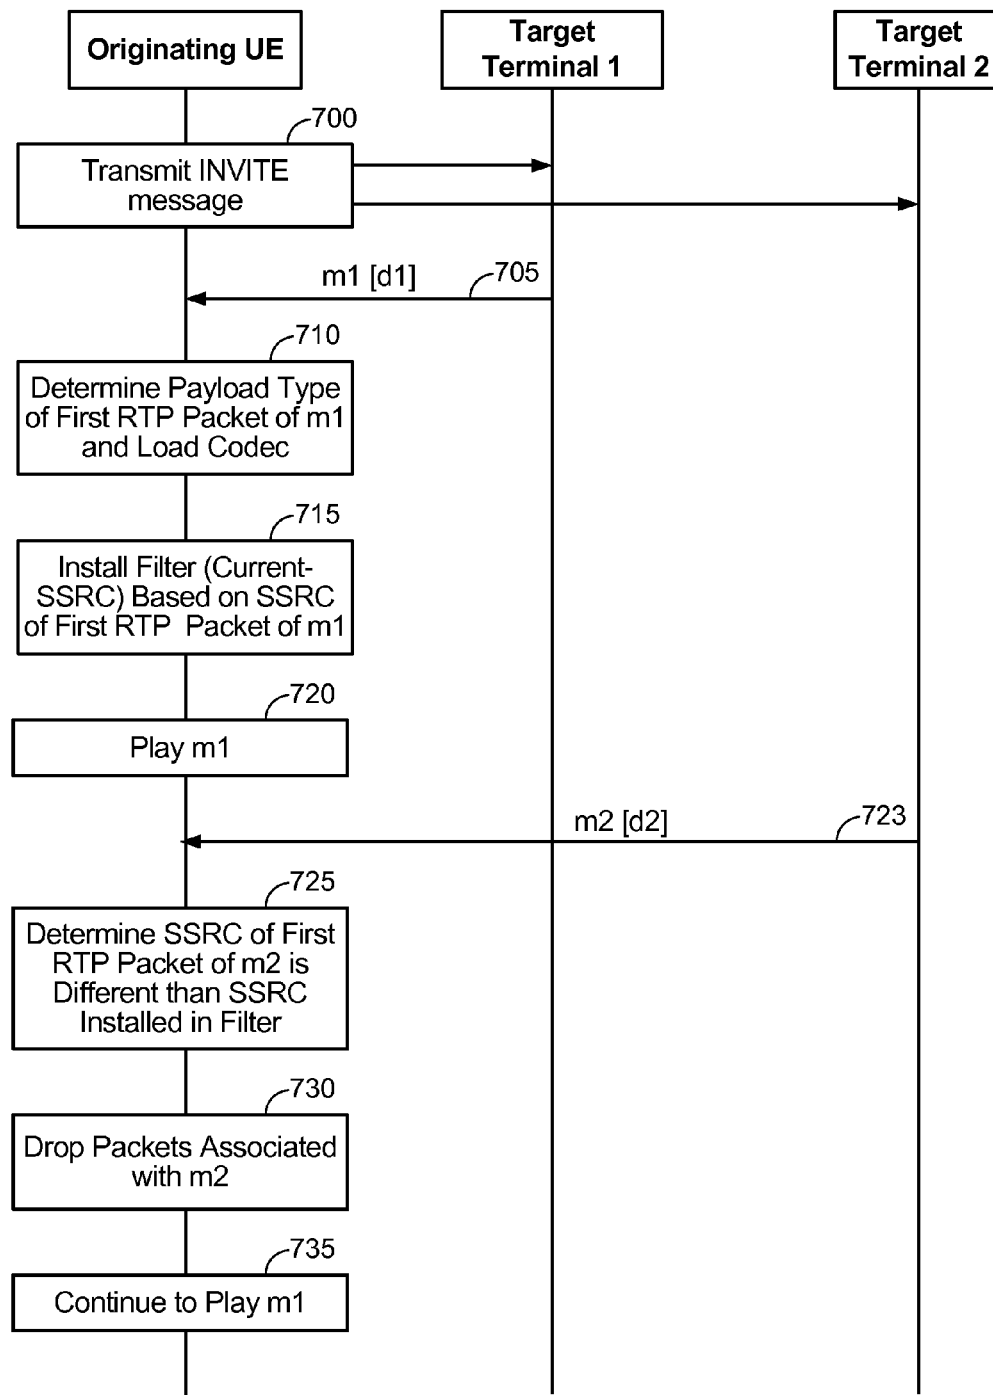 Originating UE
Target
Terminal 1
Target
Terminal 2
700
Transmit INVITE
message
m1 [d1]
705
710
Determine Payload Type
of First RTP Packet of m1
and Load Codec
715
Install Filter (Current-
SSRC) Based on SSRC
of First RTP Packet of m1
720
Play m1
m2 [d2]
723
725
Determine SSRC of First
RTP Packet of m2 is
Different than SSRC
Installed in Filter
730
Drop Packets Associated
with m2
735
Continue to Play m1